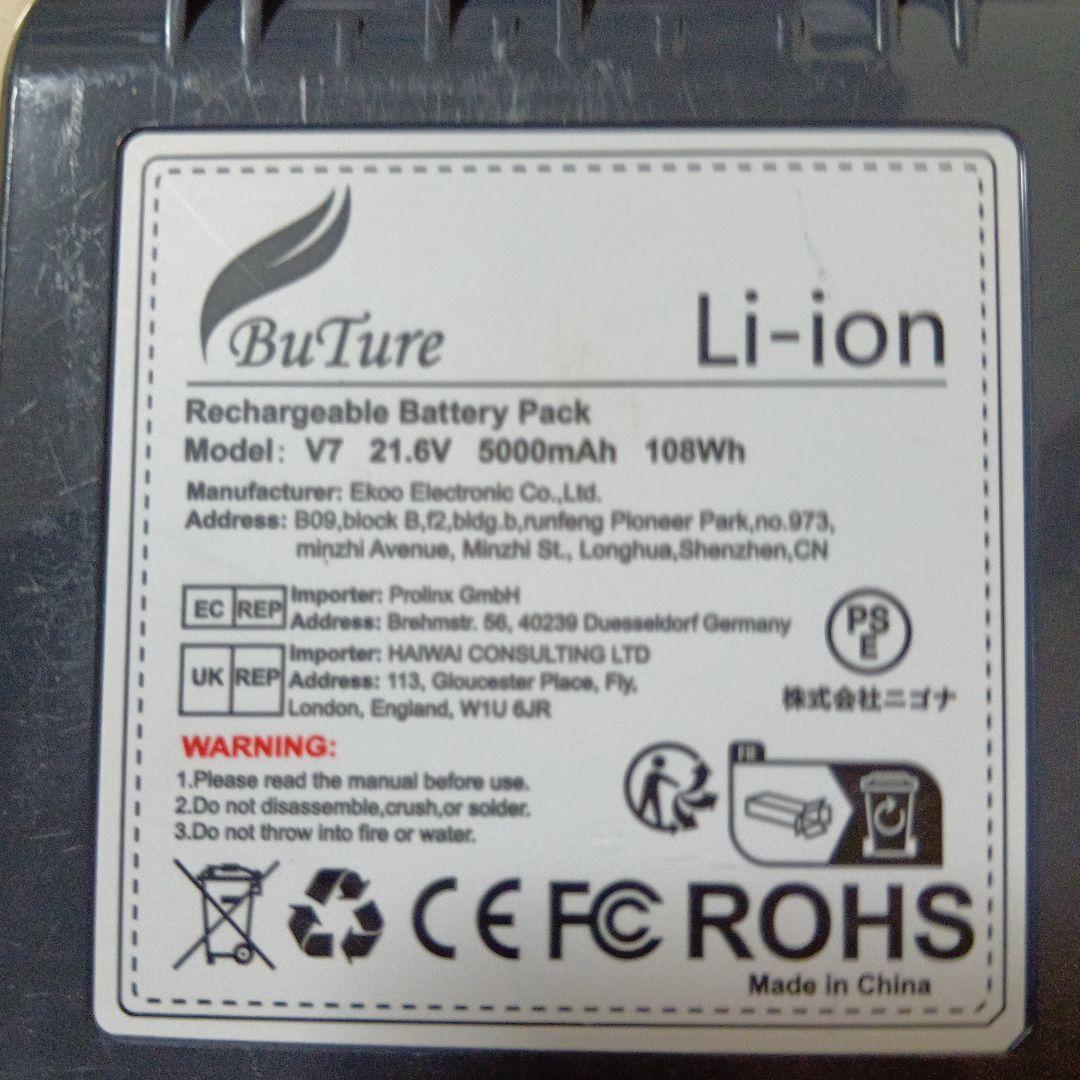 BuTure
Li-ion
Rechargeable Battery Pack
Model: V7 21.6V 5000mAh 108Wh
Manufacturer: Ekoo Electronic Co.,Ltd.
Address: B09,block B,f2,bldg.b,runfeng Pioneer Park,no.973,
minzhi Avenue, Minzhi St., Longhua,Shenzhen,CN
EC REP
Importer: Prolinx GmbH
Address: Brehmstr. 56, 40239 Duesseldorf Germany
UK REP
Importer: HAIWAI CONSULTING LTD
Address: 113, Gloucester Place, Fly,
London, England, W1U 6JR
PS
E
株式会社ニゴナ
WARNING:
1.Please read the manual before use.
2.Do not disassemble,crush,or solder.
3.Do not throw into fire or water.
FR
CE FC ROHS
Made in China